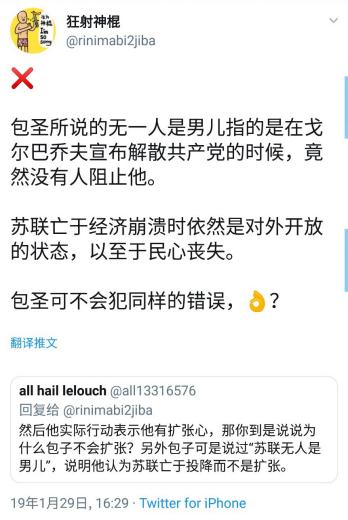 狂射神棍
@rinimabi2jiba
❌
包圣所说的无一人是男儿指的是在戈
尔巴乔夫宣布解散共产党的时候，竟
然没有人阻止他。
苏联亡于经济崩溃时依然是对外开放
的状态，以至于民心丧失。
包圣可不会犯同样的错误，👌？
翻译推文
all hail lelouch @all13316576
回复给 @rinimabi2jiba
然后他实际行动表示他有扩张心，那你到是说说为
什么包子不会扩张？另外包子可是说过“苏联无人是
男儿”，说明他认为苏联亡于投降而不是扩张。
19年1月29日, 16:29 · Twitter for iPhone